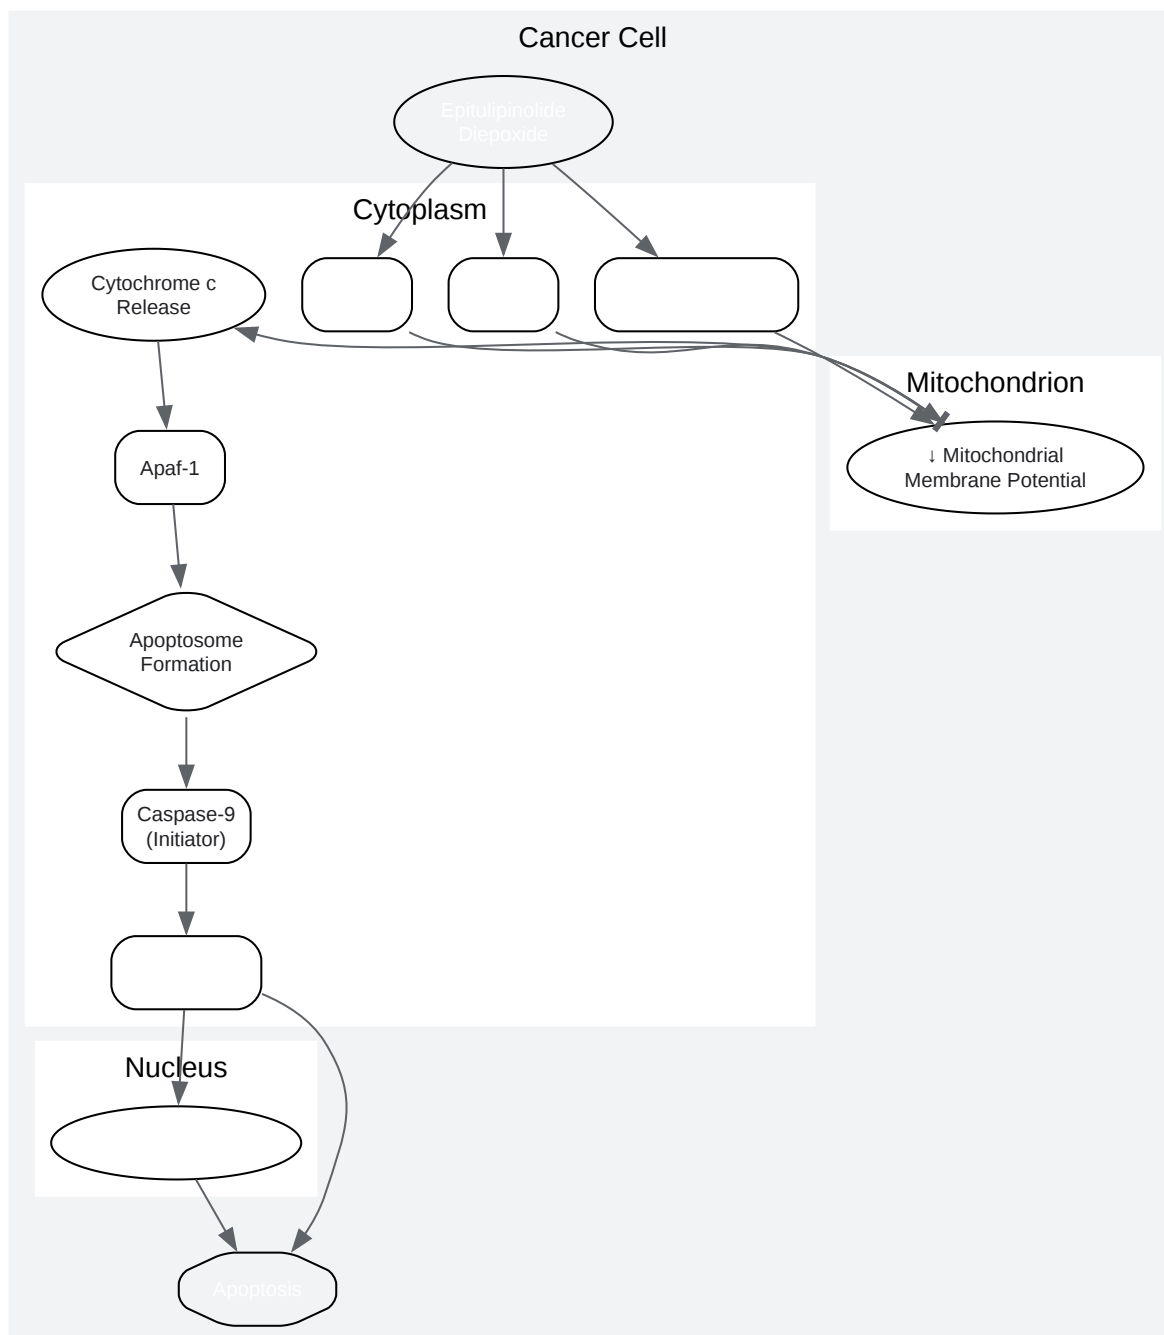 Cancer Cell
Epitulipinolide
Diepoxide
Cytoplasm
Cytochrome c
Release
Mitochondrion
↓ Mitochondrial
Membrane Potential
Apaf-1
Apoptosome
Formation
Caspase-9
(Initiator)
Nucleus
Apoptosis